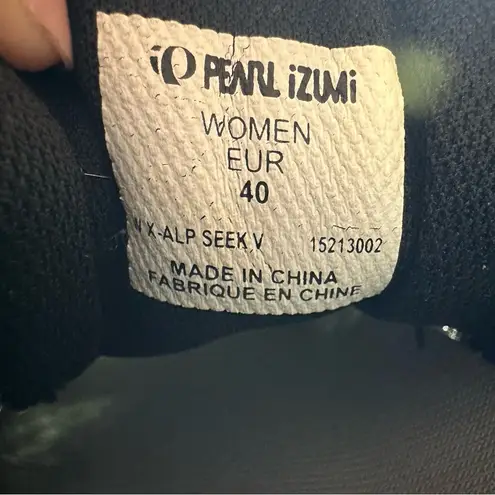 PEARL iZUMi
WOMEN
EUR
40
W X-ALP SEEK V 15213002
MADE IN CHINA
FABRIQUE EN CHINE